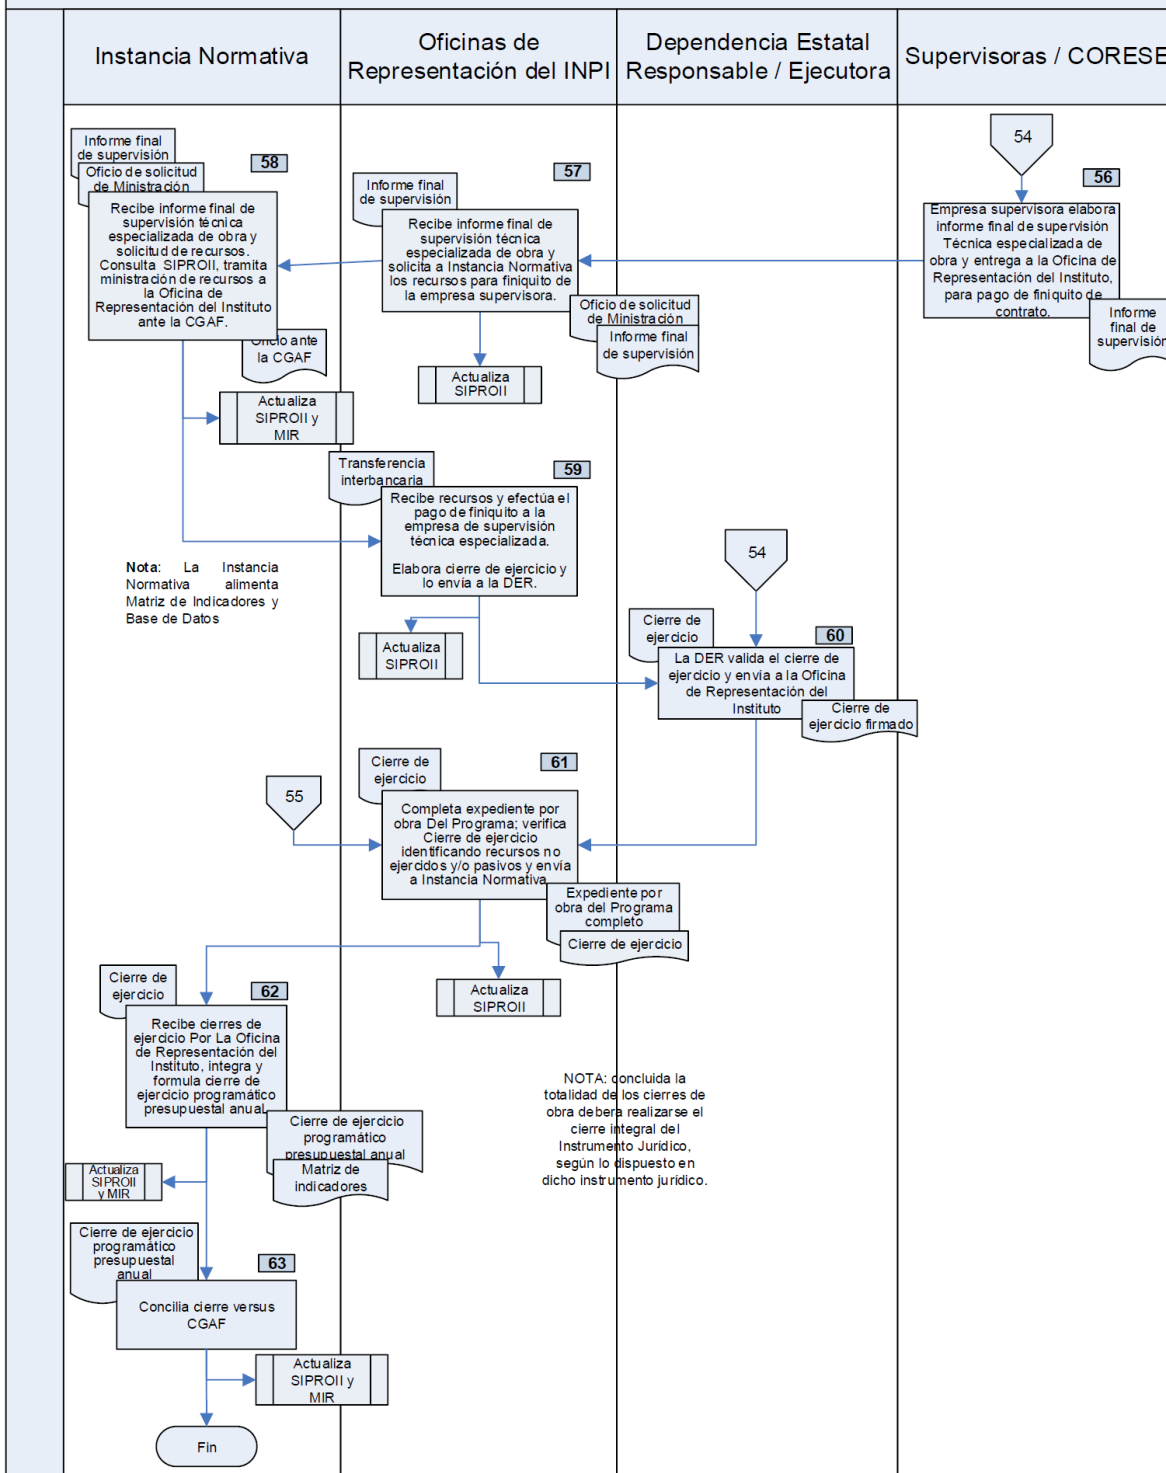 Instancia Normativa
Oficinas de
Representación del INPI
Dependencia Estatal
Responsable / Ejecutora
Supervisoras / CORESE
54
56
Empresa supervisora elabora
informe final de supervisión
Técnica especializada de
obra y entrega a la Oficina de
Representación del Instituto,
para pago de finiquito de
contrato.
Informe
final de
supervisión
57
Informe final
de supervisión
Recibe informe final de
supervisión técnica
especializada de obra y
solicita a Instancia Normativa
los recursos para finiquito de
la empresa supervisora.
Oficio de solicitud
de Ministración
Informe final
de supervisión
Actualiza
SIPROII
58
Informe final
de supervisión
Oficio de solicitud
de Ministración
Recibe informe final de
supervisión técnica
especializada de obra y
solicitud de recursos.
Consulta SIPROII, tramita
ministración de recursos a
la Oficina de
Representación del Instituto
ante la CGAF.
Oficio ante
la CGAF
Actualiza
SIPROII y
MIR
59
Transferencia
interbancaria
Recibe recursos y efectúa el
pago de finiquito a la
empresa de supervisión
técnica especializada.
Elabora cierre de ejercicio y
lo envía a la DER.
Actualiza
SIPROII
Nota: La Instancia
Normativa alimenta
Matriz de Indicadores y
Base de Datos
54
60
Cierre de
ejercicio
La DER valida el cierre de
ejercicio y envía a la Oficina
de Representación del
Instituto
Cierre de
ejercicio firmado
61
Cierre de
ejercicio
55
Completa expediente por
obra Del Programa; verifica
Cierre de ejercicio
identificando recursos no
ejercidos y/o pasivos y envía
a Instancia Normativa
Expediente por
obra del Programa
completo
Cierre de ejercicio
Actualiza
SIPROII
62
Cierre de
ejercicio
Recibe cierres de
ejercicio Por La Oficina
de Representación del
Instituto, integra y
formula cierre de
ejercicio programático
presupuestal anual.
Cierre de ejercicio
programático
presupuestal anual
Matriz de
indicadores
Actualiza
SIPROII
y MIR
NOTA: concluida la
totalidad de los cierres de
obra deberá realizarse el
cierre integral del
Instrumento Jurídico,
según lo dispuesto en
dicho instrumento jurídico.
63
Cierre de ejercicio
programático
presupuestal
anual
Concilia cierre versus
CGAF
Actualiza
SIPROII y
MIR
Fin